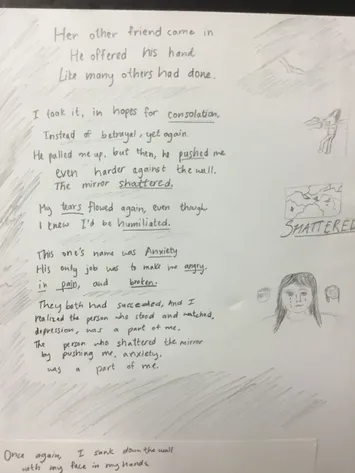 Her other friend came in
He offered his hand
Like many others had done.
I took it, in hopes for consolation.
Instead of betrayal, yet again.
He pulled me up, but then, he pushed me
even harder against the wall.
The mirror shattered.
My tears flowed again, even though
I knew I'd be humiliated.
This one's name was Anxiety
His only job was to make me angry,
in pain, and broken.
They both had succeeded, and I
realized the person who stood and watched,
depression, was a part of me.
The person who shattered the mirror
by pushing me, anxiety,
was a part of me.
SHATTERED
Once again, I sank down the wall
with my face in my hands.